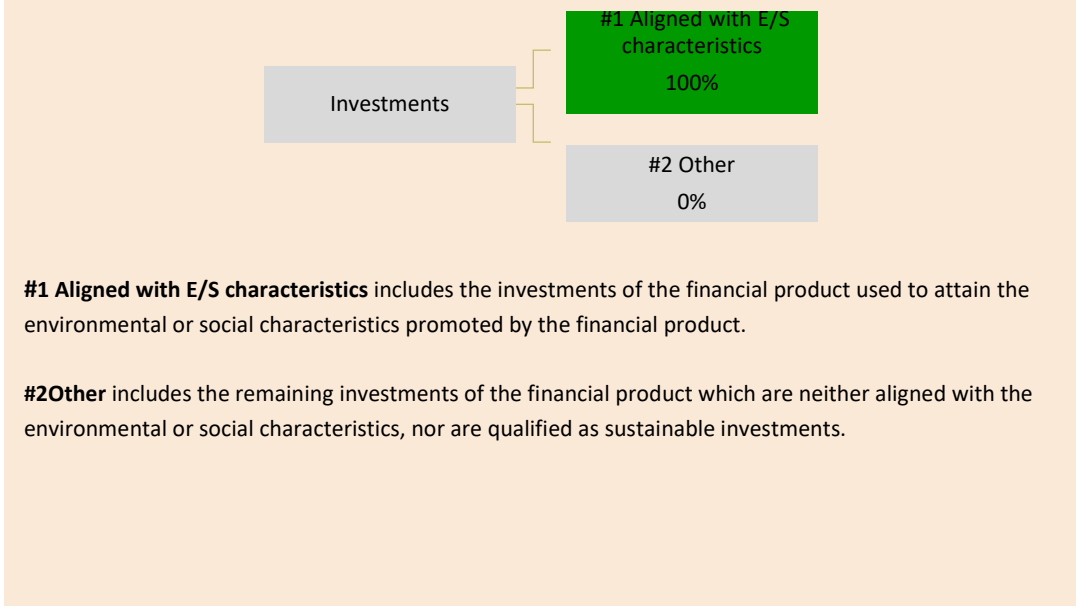 #1 Aligned with E/S
characteristics
100%
Investments
#2 Other
0%
#1 Aligned with E/S characteristics includes the investments of the financial product used to attain the
environmental or social characteristics promoted by the financial product.
#2Other includes the remaining investments of the financial product which are neither aligned with the
environmental or social characteristics, nor are qualified as sustainable investments.